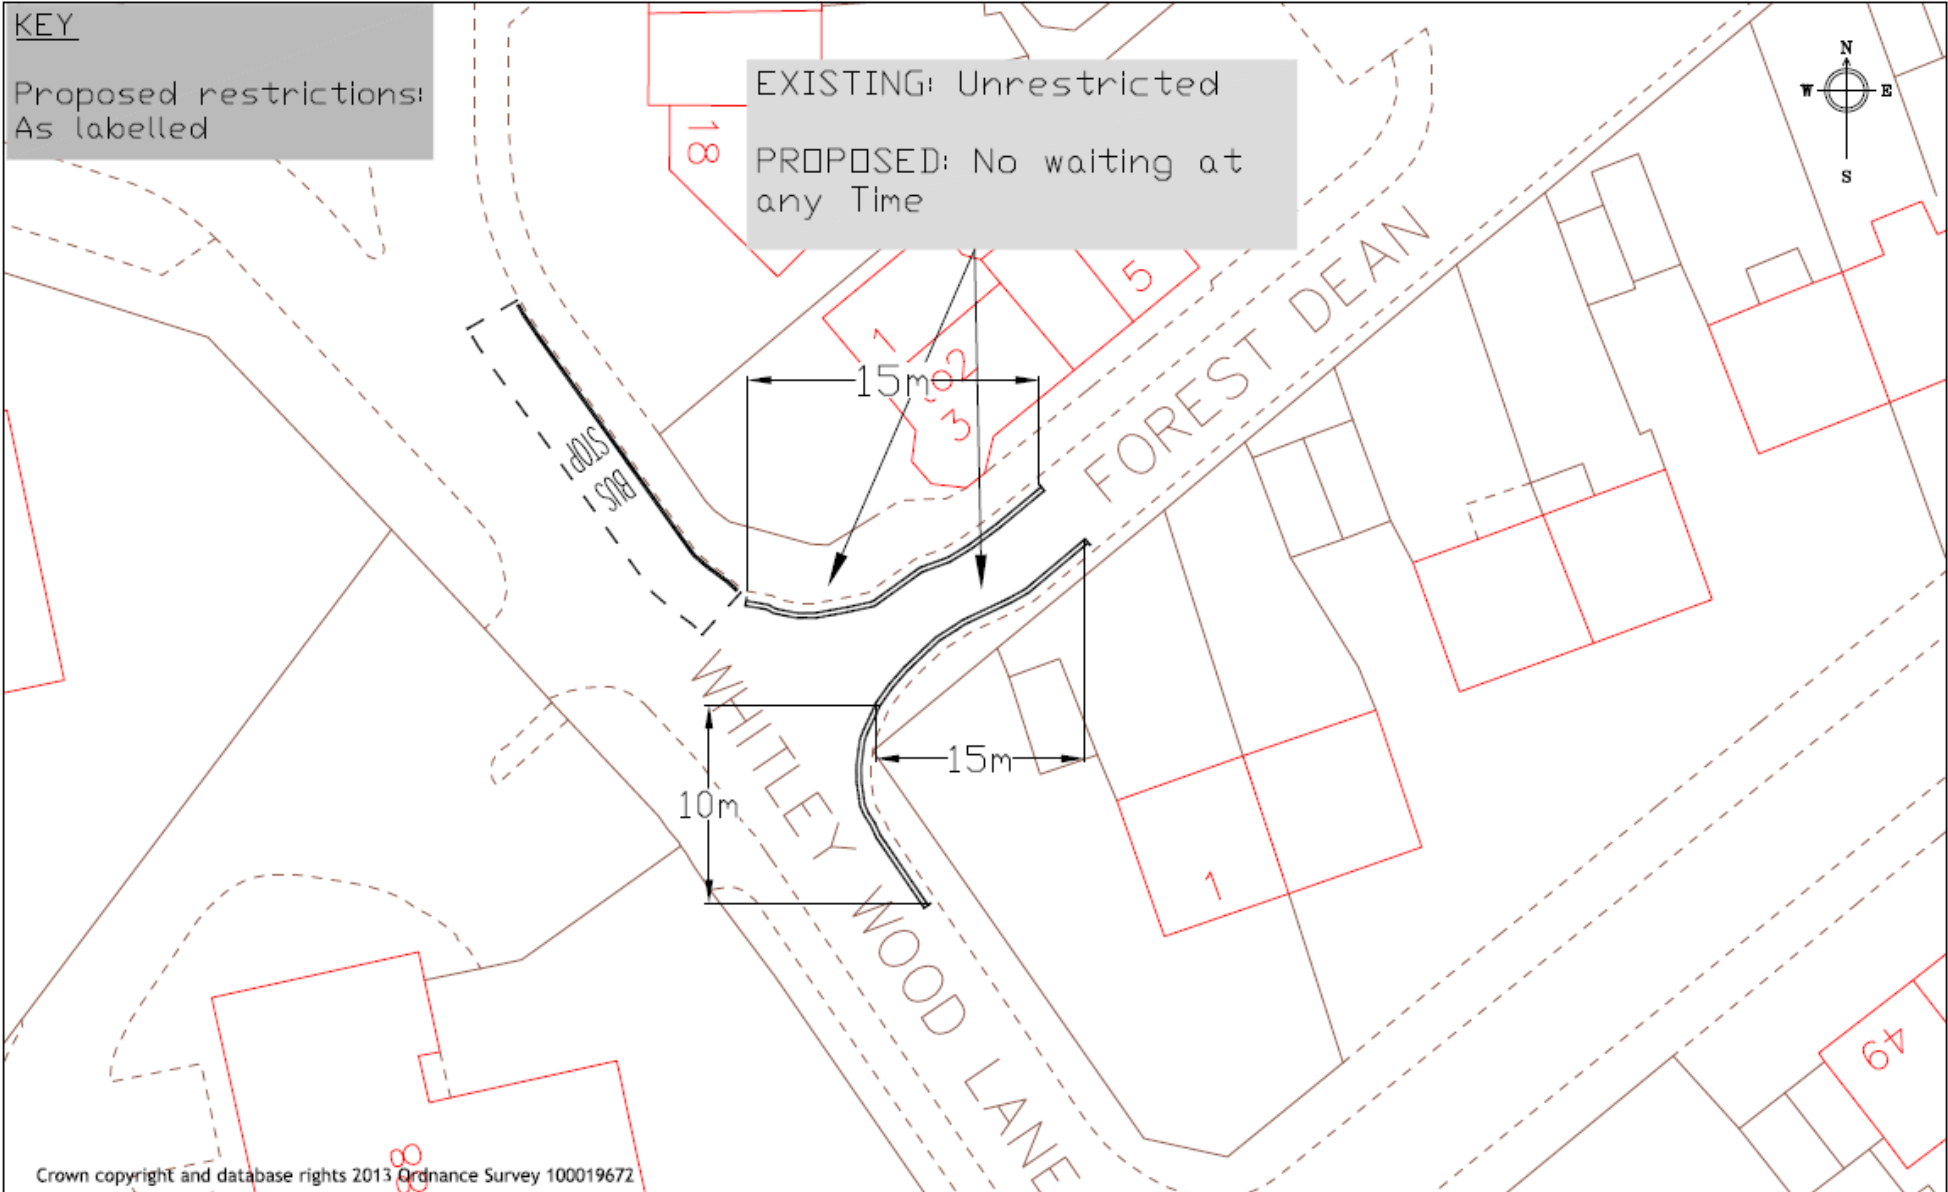 KEY
Proposed restrictions:
As labelled
EXISTING: Unrestricted
PROPOSED: No waiting at
any Time
N
W E
S
18
5
1
3
15m
FOREST DEAN
BUS
STOP
15m
10m
WHITLEY WOOD LANE
1
49
Crown copyright and database rights 2013 Ordnance Survey 100019672